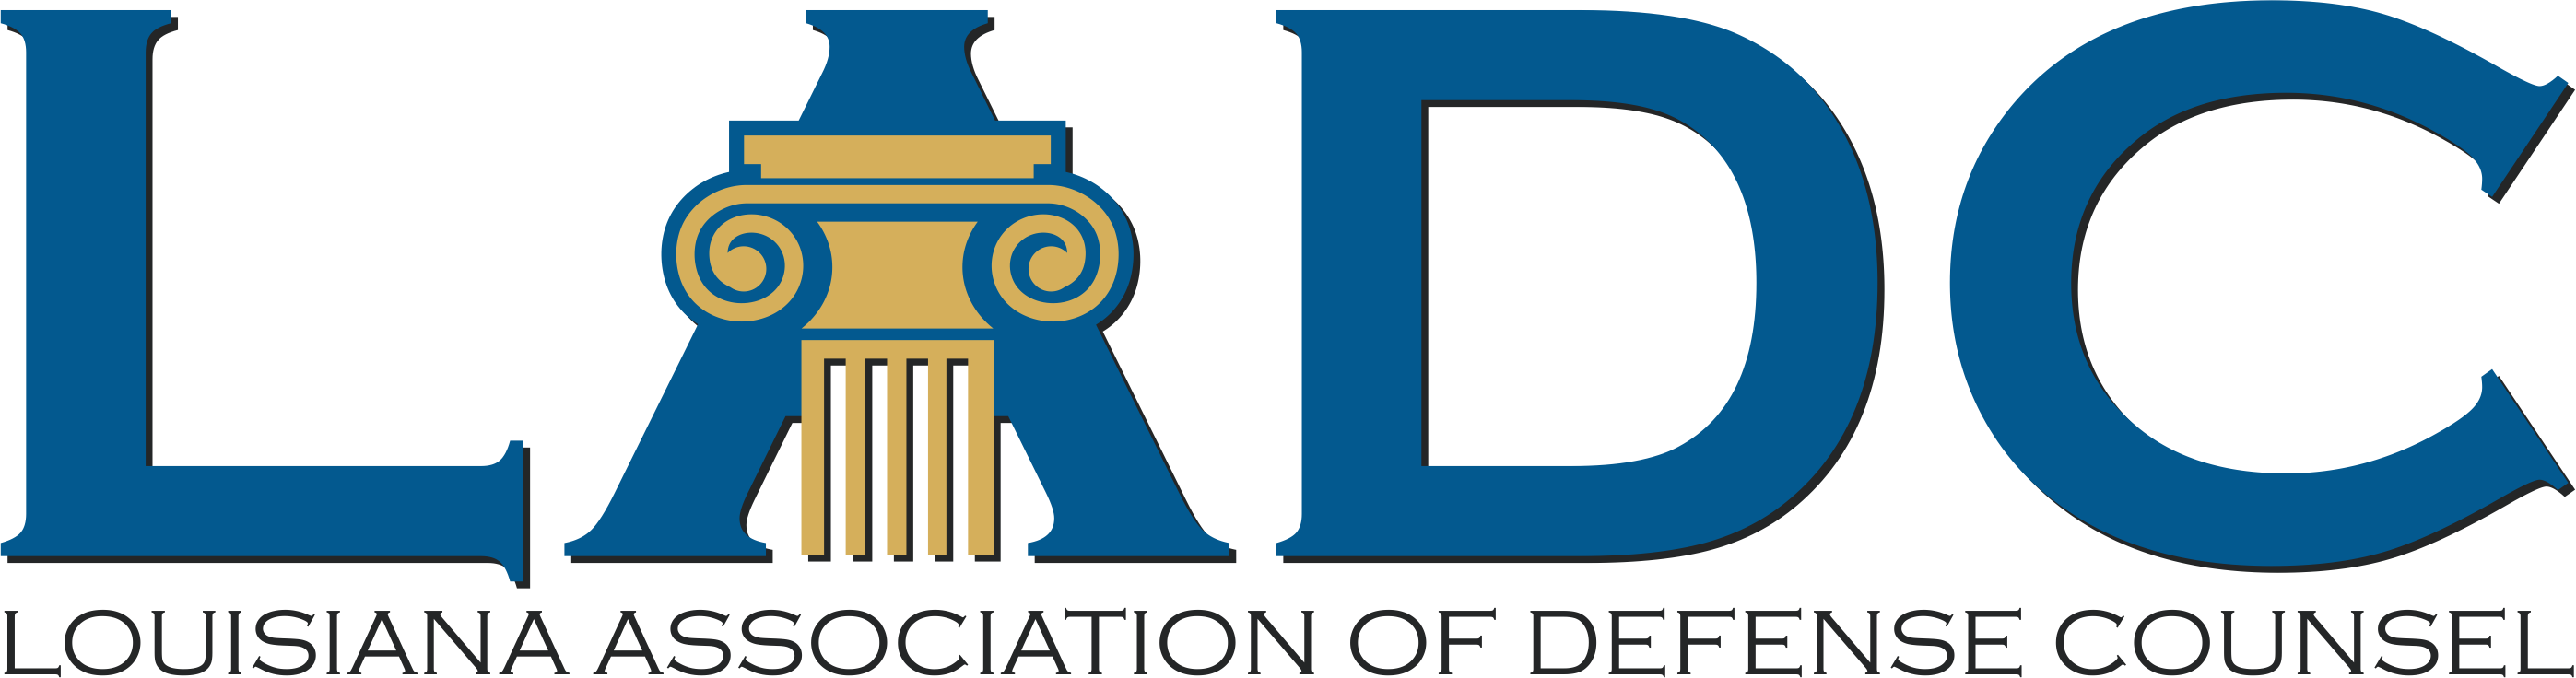 LADC
LOUISIANA ASSOCIATION OF DEFENSE COUNSEL